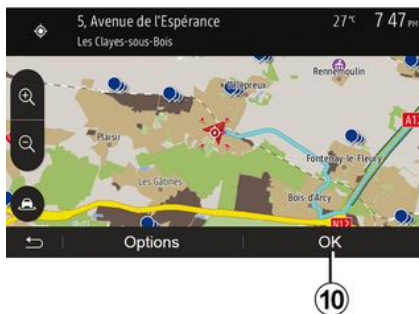 5, Avenue de l'Espérance
27°C
7 47 PM
Les Clayes-sous-Bois
Rennemoulin
Villepreux
A12
Plaisir
Fontenay-le-Fleury
Les Gâtines
Bois-d'Arcy
N12
Options
OK
10